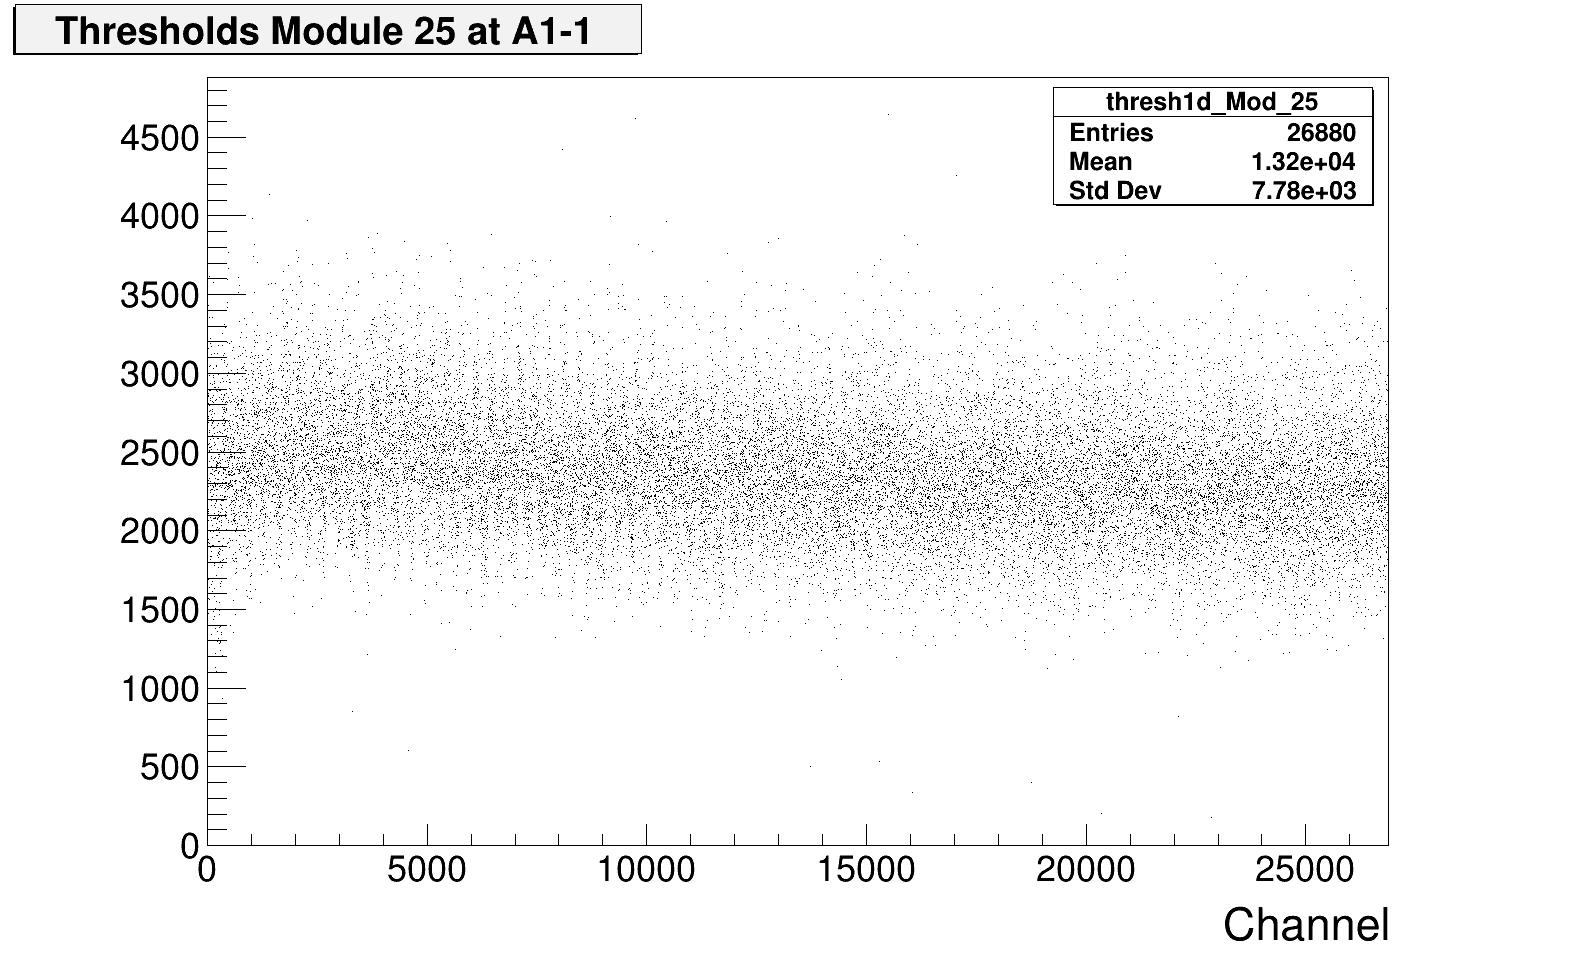 Thresholds Module 25 at A1-1
thresh1d_Mod_25
Entries 26880
Mean 1.32e+04
Std Dev 7.78e+03
4500
4000
3500
3000
2500
2000
1500
1000
500
0
0 5000 10000 15000 20000 25000
Channel